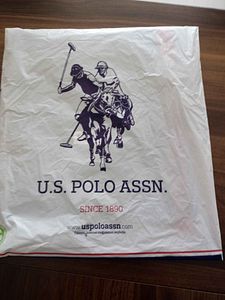 U.S. POLO ASSN.
SINCE 1890
www.uspoloassn.com